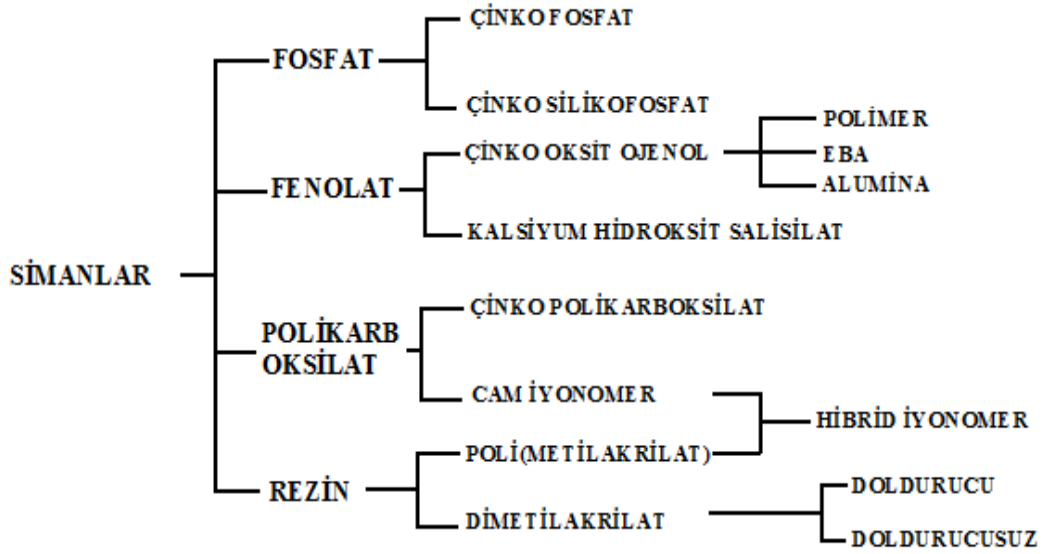 ÇİNKO FOSFAT
FOSFAT
ÇİNKO SİLİKOFOSFAT
POLİMER
ÇİNKO OKSİT OJENOL
EBA
ALUMİNA
FENOLAT
KALSİYUM HİDROKSİT SALİSİLAT
SİMANLAR
ÇİNKO POLİKARBOKSİLAT
POLİKARB
OKSİLAT
CAM İYONOMER
HİBRİD İYONOMER
POLİ(METİLAKRİLAT)
REZİN
DOLDURUCU
DİMETİLAKRİLAT
DOLDURUCUSUZ